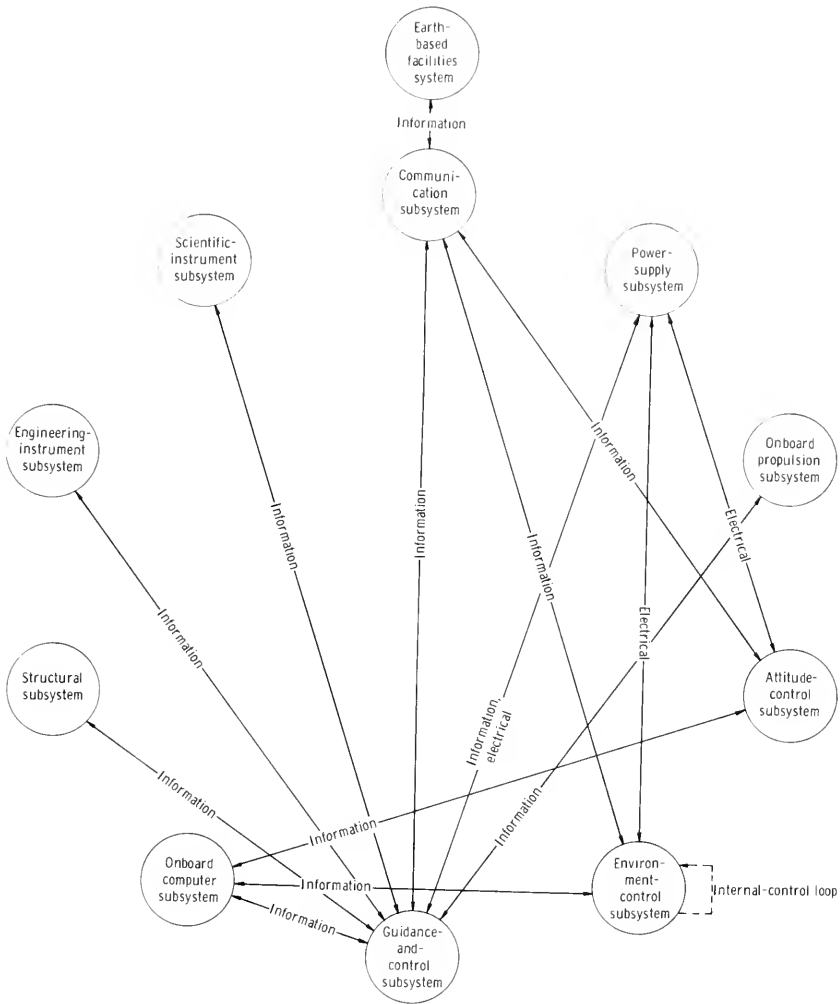 Earth-
based
facilities
system
Information
Communi-
cation
subsystem
Scientific-
instrument
subsystem
Power-
supply
subsystem
Engineering-
instrument
subsystem
Onboard
propulsion
subsystem
Information
Information
Information
Electrical
Information
Information
Electrical
Structural
subsystem
Attitude-
control
subsystem
Information,
electrical
Information
Information
Information
Onboard
computer
subsystem
Information
Information
Environ-
ment-
control
subsystem
Internal-control loop
Guidance-
and-
control
subsystem